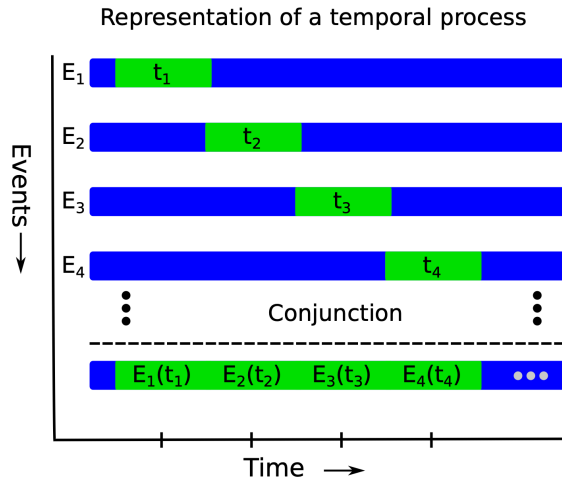 Representation of a temporal process
E₁ t₁
E₂ t₂
E₃ t₃
E₄ t₄
Events
Conjunction
E₁(t₁) E₂(t₂) E₃(t₃) E₄(t₄)
Time